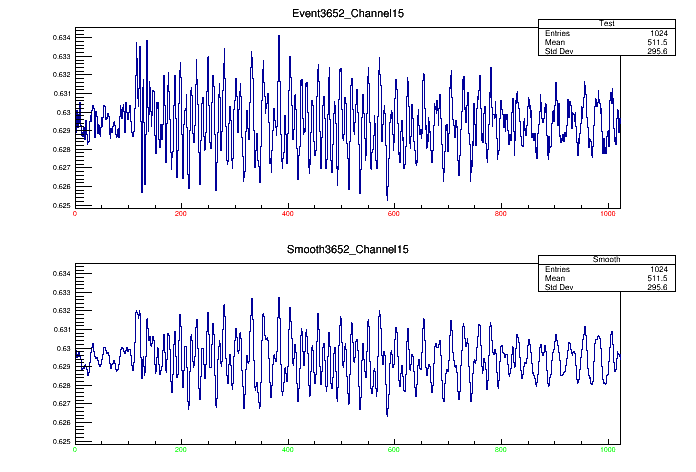 Event3652_Channel15
Test
Entries 1024
Mean 511.5
Std Dev 295.6
0.634
0.633
0.632
0.631
0.63
0.629
0.628
0.627
0.626
0.625
0 200 400 600 800 1000
Smooth3652_Channel15
Smooth
Entries 1024
Mean 511.5
Std Dev 295.6
0.634
0.633
0.632
0.631
0.63
0.629
0.628
0.627
0.626
0.625
0 200 400 600 800 1000